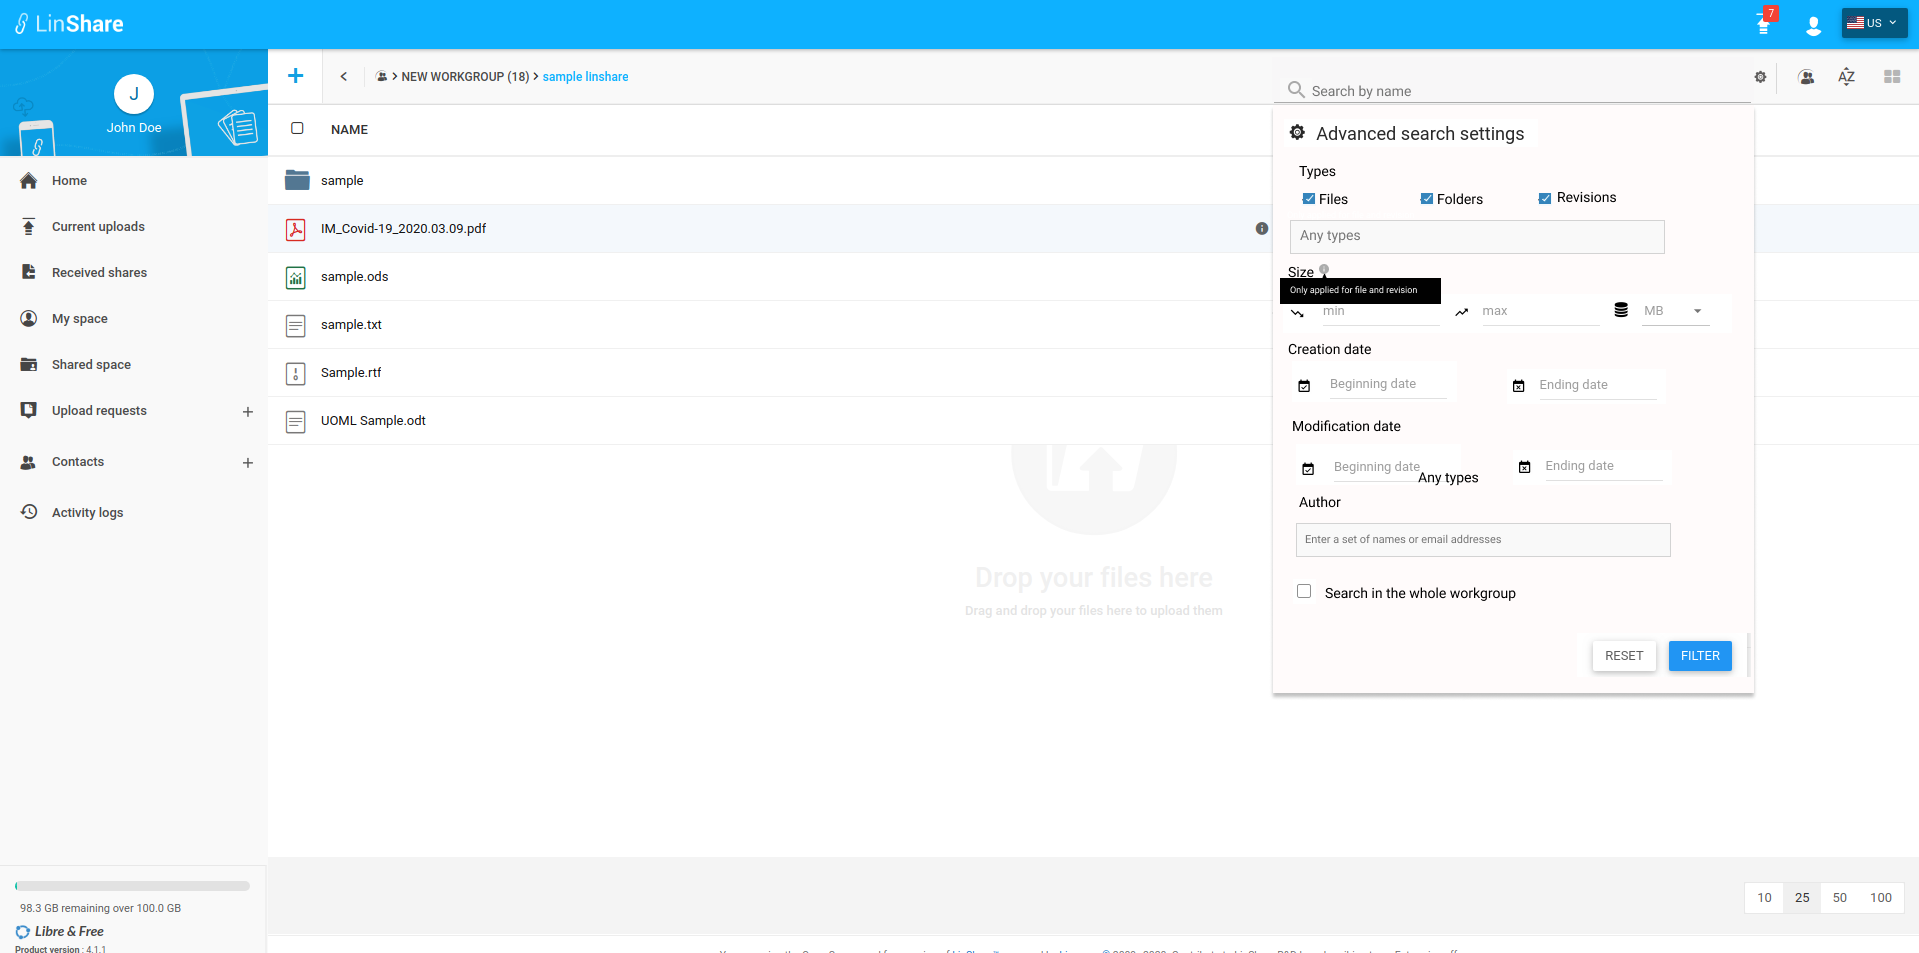 LinShare
7
US
J
John Doe
Home
Current uploads
Received shares
My space
Shared space
Upload requests
Contacts
Activity logs
98.3 GB remaining over 100.0 GB
Libre & Free
Product version : 4.1.1
NEW WORKGROUP (18) > sample linshare
NAME
sample
IM_Covid-19_2020.03.09.pdf
sample.ods
sample.txt
Sample.rtf
UOML Sample.odt
Drop your files here
Drag and drop your files here to upload them
Search by name
AZ
Advanced search settings
Types
Files Folders Revisions
Any types
Size
Only applied for file and revision
min max MB
Creation date
Beginning date Ending date
Modification date
Beginning date Ending date
Any types
Author
Enter a set of names or email addresses
Search in the whole workgroup
RESET FILTER
10 25 50 100